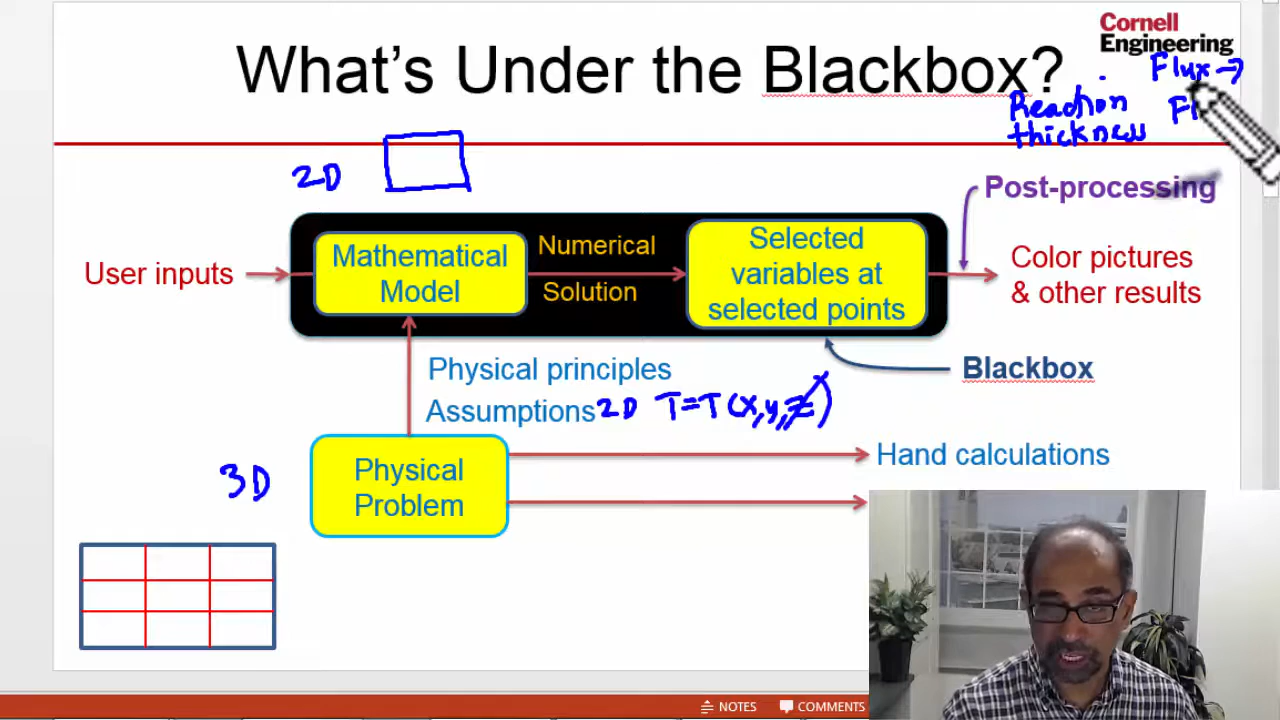 Cornell
Engineering
What's Under the Blackbox?
Flux →
Reaction
thickness
2D
Post-processing
User inputs
Mathematical
Model
Numerical
Solution
Selected
variables at
selected points
Color pictures
& other results
Physical principles
Assumptions 2D T=T(x,y,z)
Blackbox
3D
Physical
Problem
Hand calculations
NOTES
COMMENTS